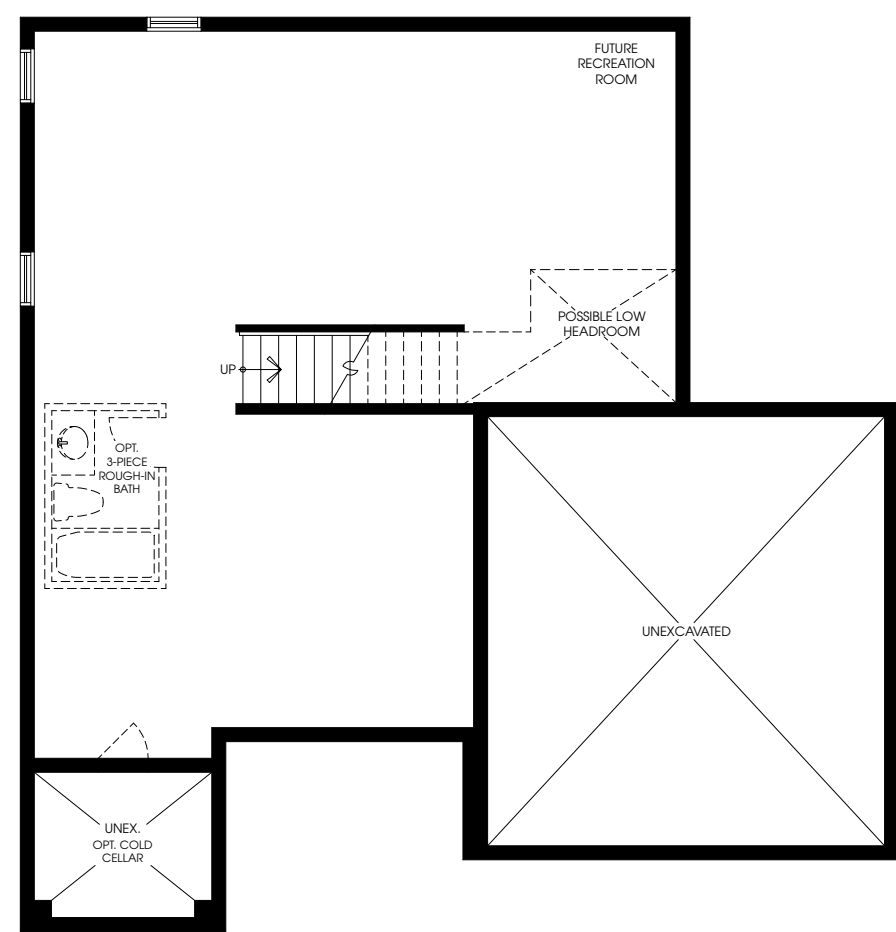 FUTURE
RECREATION
ROOM
POSSIBLE LOW
HEADROOM
UP
OPT.
3-PIECE
ROUGH-IN
BATH
UNEXCAVATED
UNEX.
OPT. COLD
CELLAR